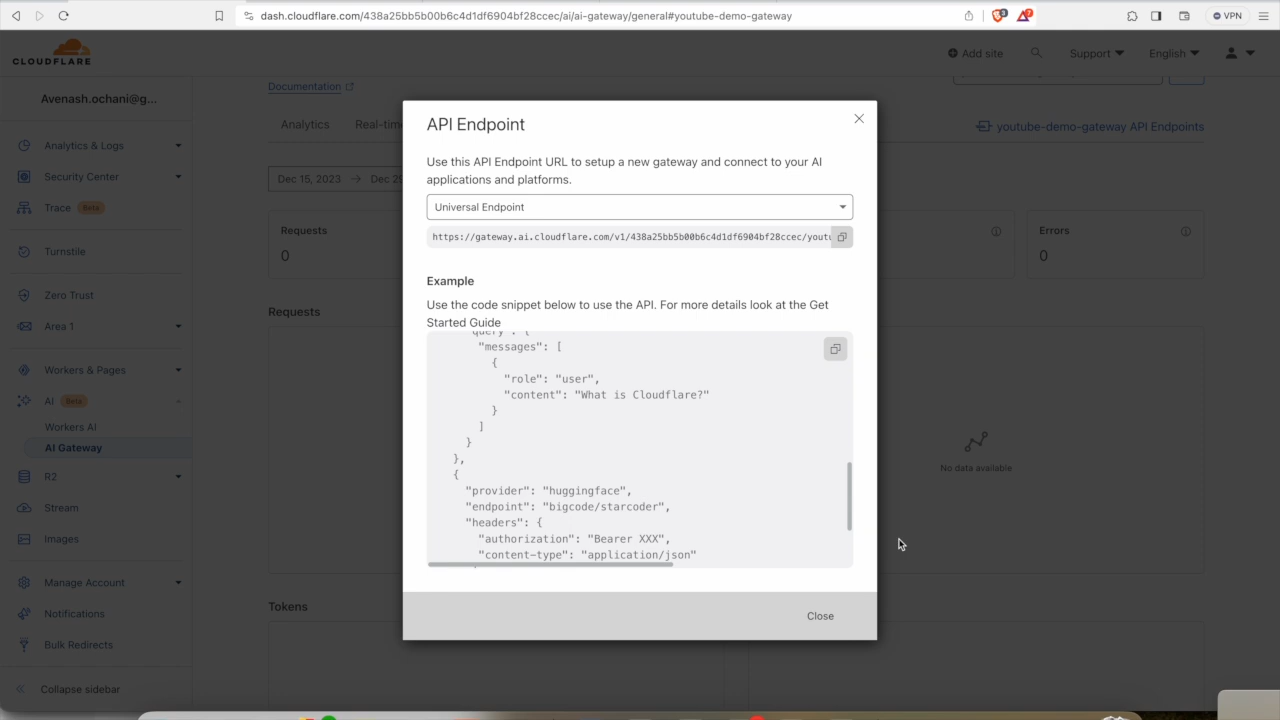 dash.cloudflare.com/438a25bb5b00b6c4d1df6904bf28ccec/ai/ai-gateway/general#youtube-demo-gateway
VPN
CLOUDFLARE
Add site
Support
English
Avenash.ochani@g...
Analytics & Logs
Security Center
Trace Beta
Turnstile
Zero Trust
Area 1
Workers & Pages
AI Beta
Workers AI
AI Gateway
R2
Stream
Images
Manage Account
Notifications
Bulk Redirects
Collapse sidebar
Documentation
Analytics Real-tim
youtube-demo-gateway API Endpoints
Dec 15, 2023 → Dec 29
Requests
0
Errors
0
Requests
No data available
Tokens
API Endpoint
Use this API Endpoint URL to setup a new gateway and connect to your AI
applications and platforms.
Universal Endpoint
https://gateway.ai.cloudflare.com/v1/438a25bb5b00b6c4d1df6904bf28ccec/youtu
Example
Use the code snippet below to use the API. For more details look at the Get
Started Guide
"query": {
"messages": [
{
"role": "user",
"content": "What is Cloudflare?"
}
]
}
},
{
"provider": "huggingface",
"endpoint": "bigcode/starcoder",
"headers": {
"authorization": "Bearer XXX",
"content-type": "application/json"
Close